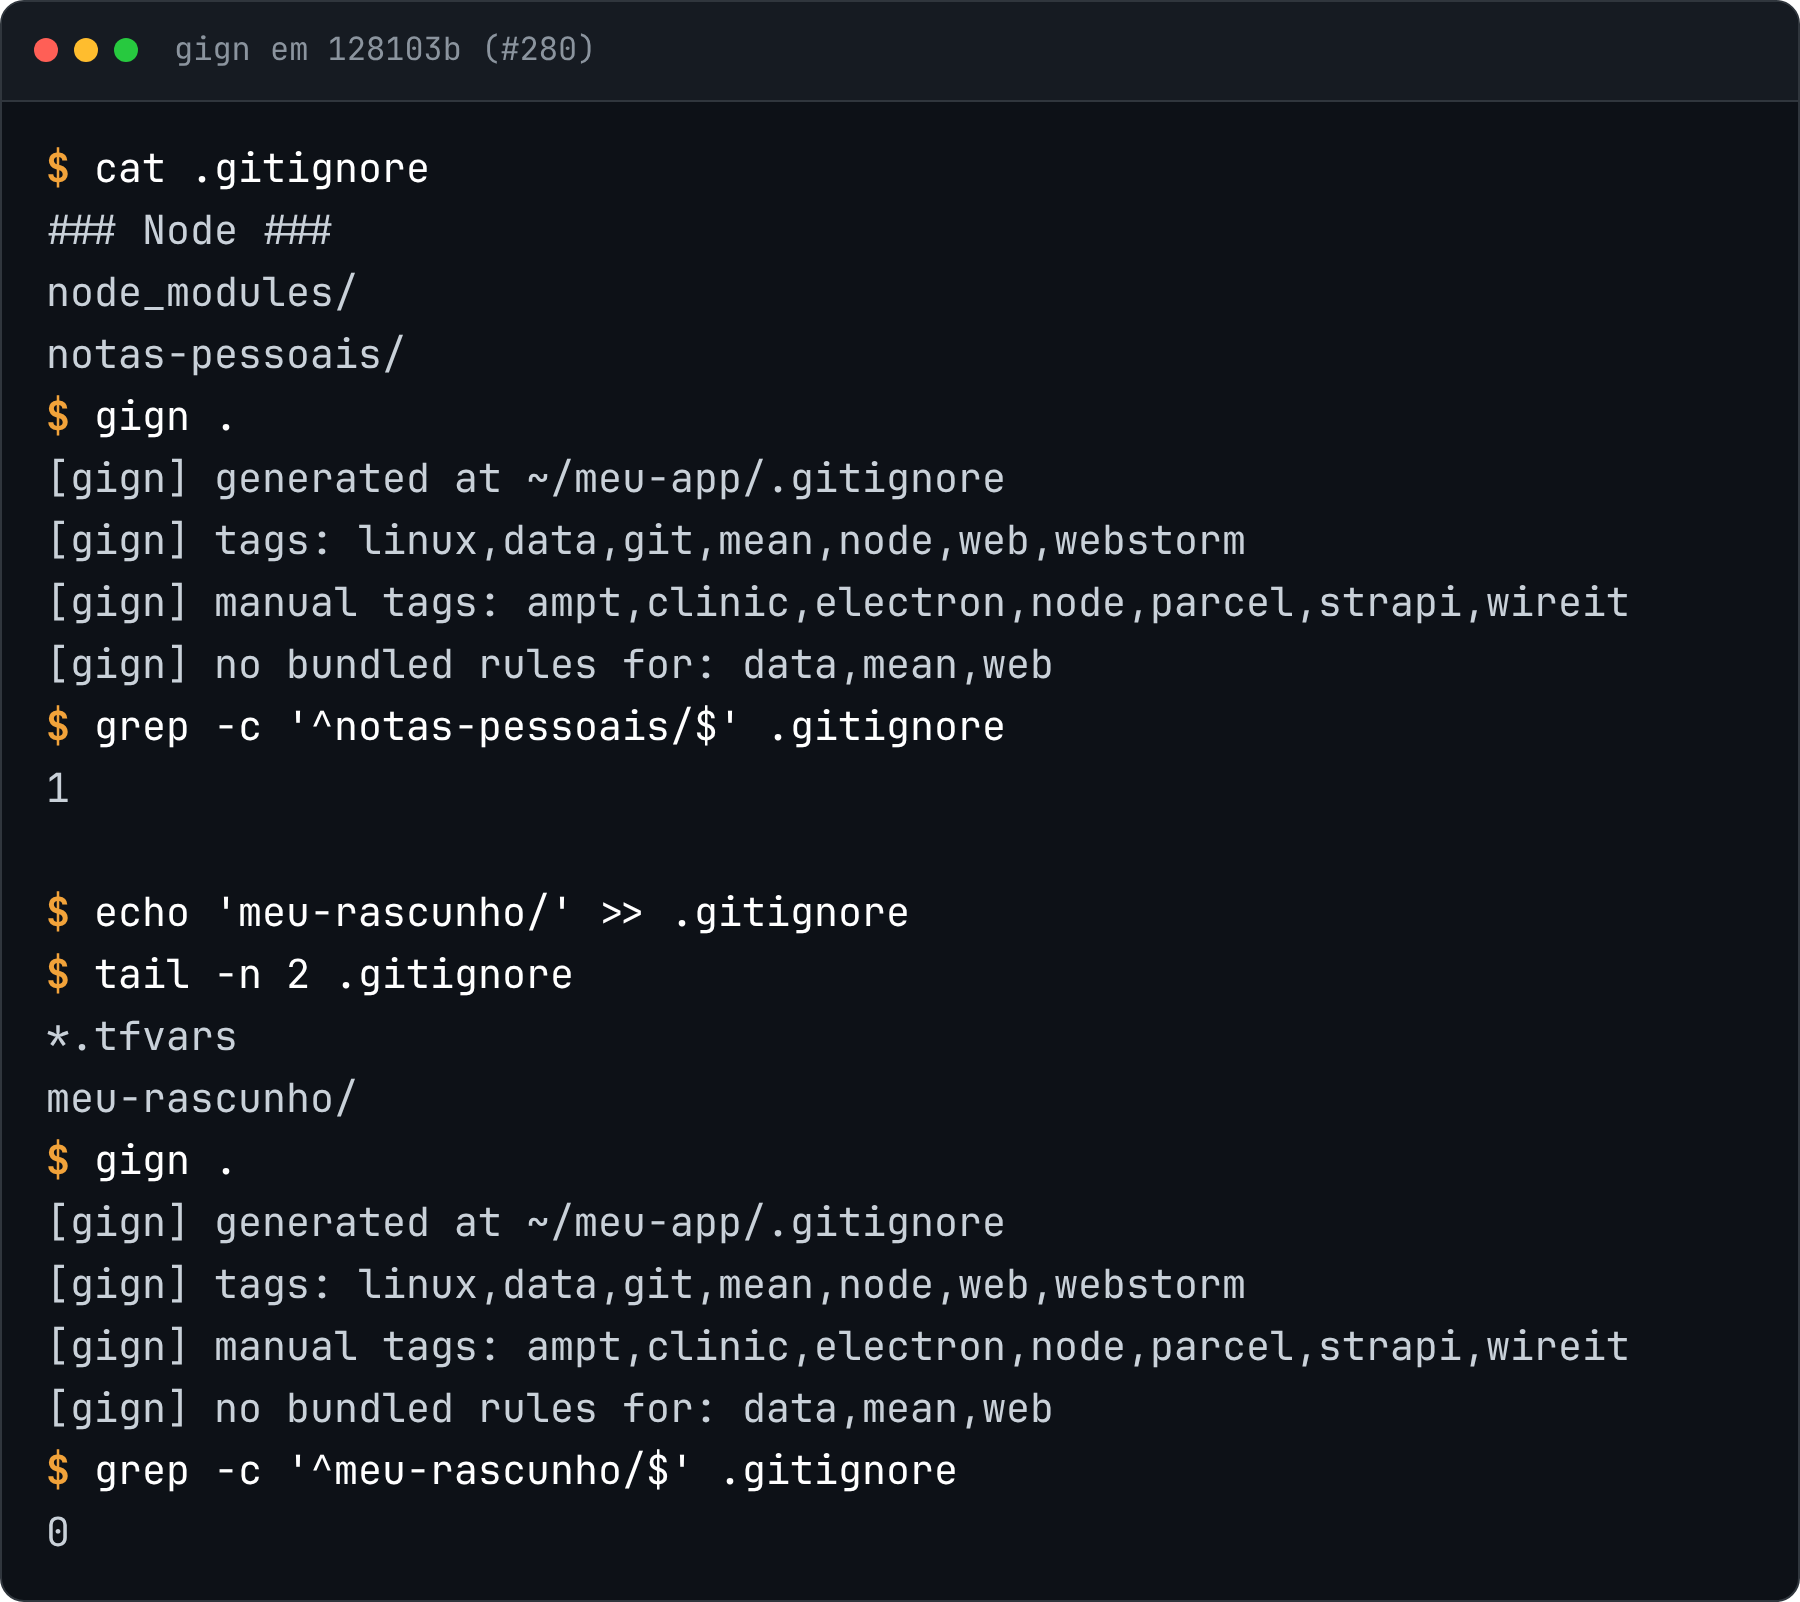 gign em 128103b (#280)
$ cat .gitignore
### Node ###
node_modules/
notas-pessoais/
$ gign .
[gign] generated at ~/meu-app/.gitignore
[gign] tags: linux,data,git,mean,node,web,webstorm
[gign] manual tags: ampt,clinic,electron,node,parcel,strapi,wireit
[gign] no bundled rules for: data,mean,web
$ grep -c '^notas-pessoais/$' .gitignore
1
$ echo 'meu-rascunho/' >> .gitignore
$ tail -n 2 .gitignore
*.tfvars
meu-rascunho/
$ gign .
[gign] generated at ~/meu-app/.gitignore
[gign] tags: linux,data,git,mean,node,web,webstorm
[gign] manual tags: ampt,clinic,electron,node,parcel,strapi,wireit
[gign] no bundled rules for: data,mean,web
$ grep -c '^meu-rascunho/$' .gitignore
0